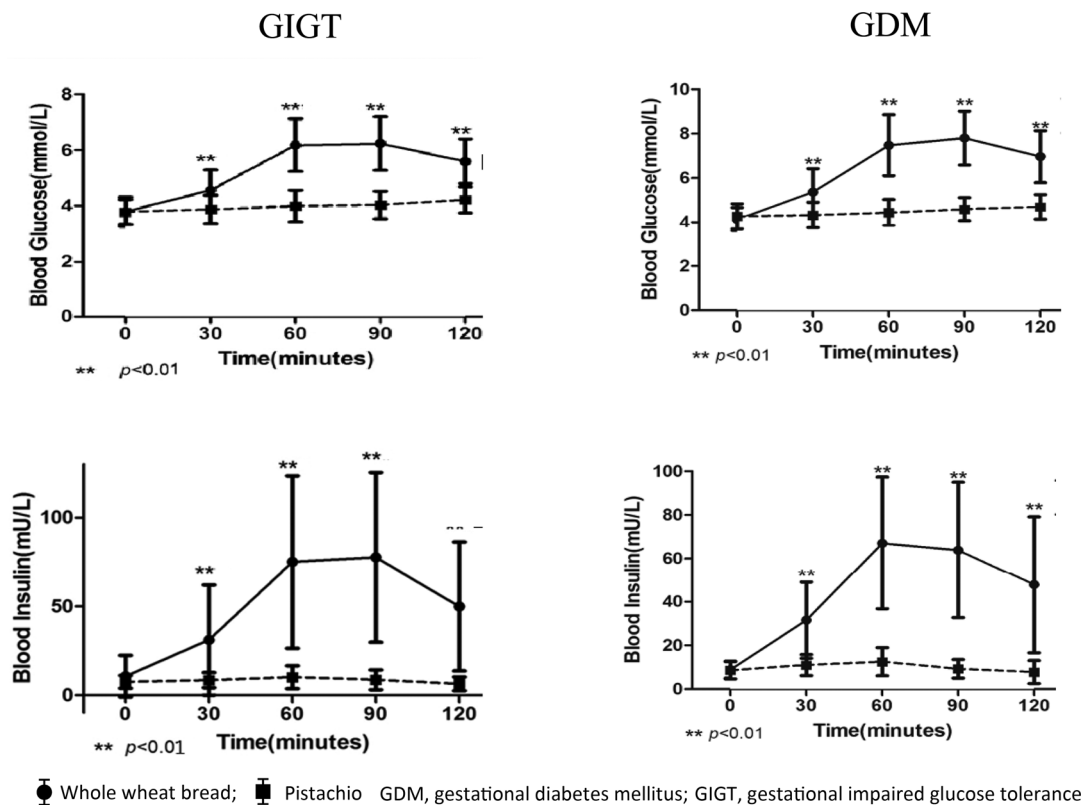 GIGT
GDM
Blood Glucose(mmol/L)
8
6
4
2
0
** ** ** **
0 30 60 90 120
Time(minutes)
** p<0.01
Blood Glucose(mmol/L)
10
8
6
4
2
0
** ** ** **
0 30 60 90 120
Time(minutes)
** p<0.01
Blood Insulin(mU/L)
100
50
0
** ** ** **
0 30 60 90 120
Time(minutes)
** p<0.01
Blood Insulin(mU/L)
100
80
60
40
20
0
** ** ** **
0 30 60 90 120
Time(minutes)
** p<0.01
Whole wheat bread; Pistachio GDM, gestational diabetes mellitus; GIGT, gestational impaired glucose tolerance